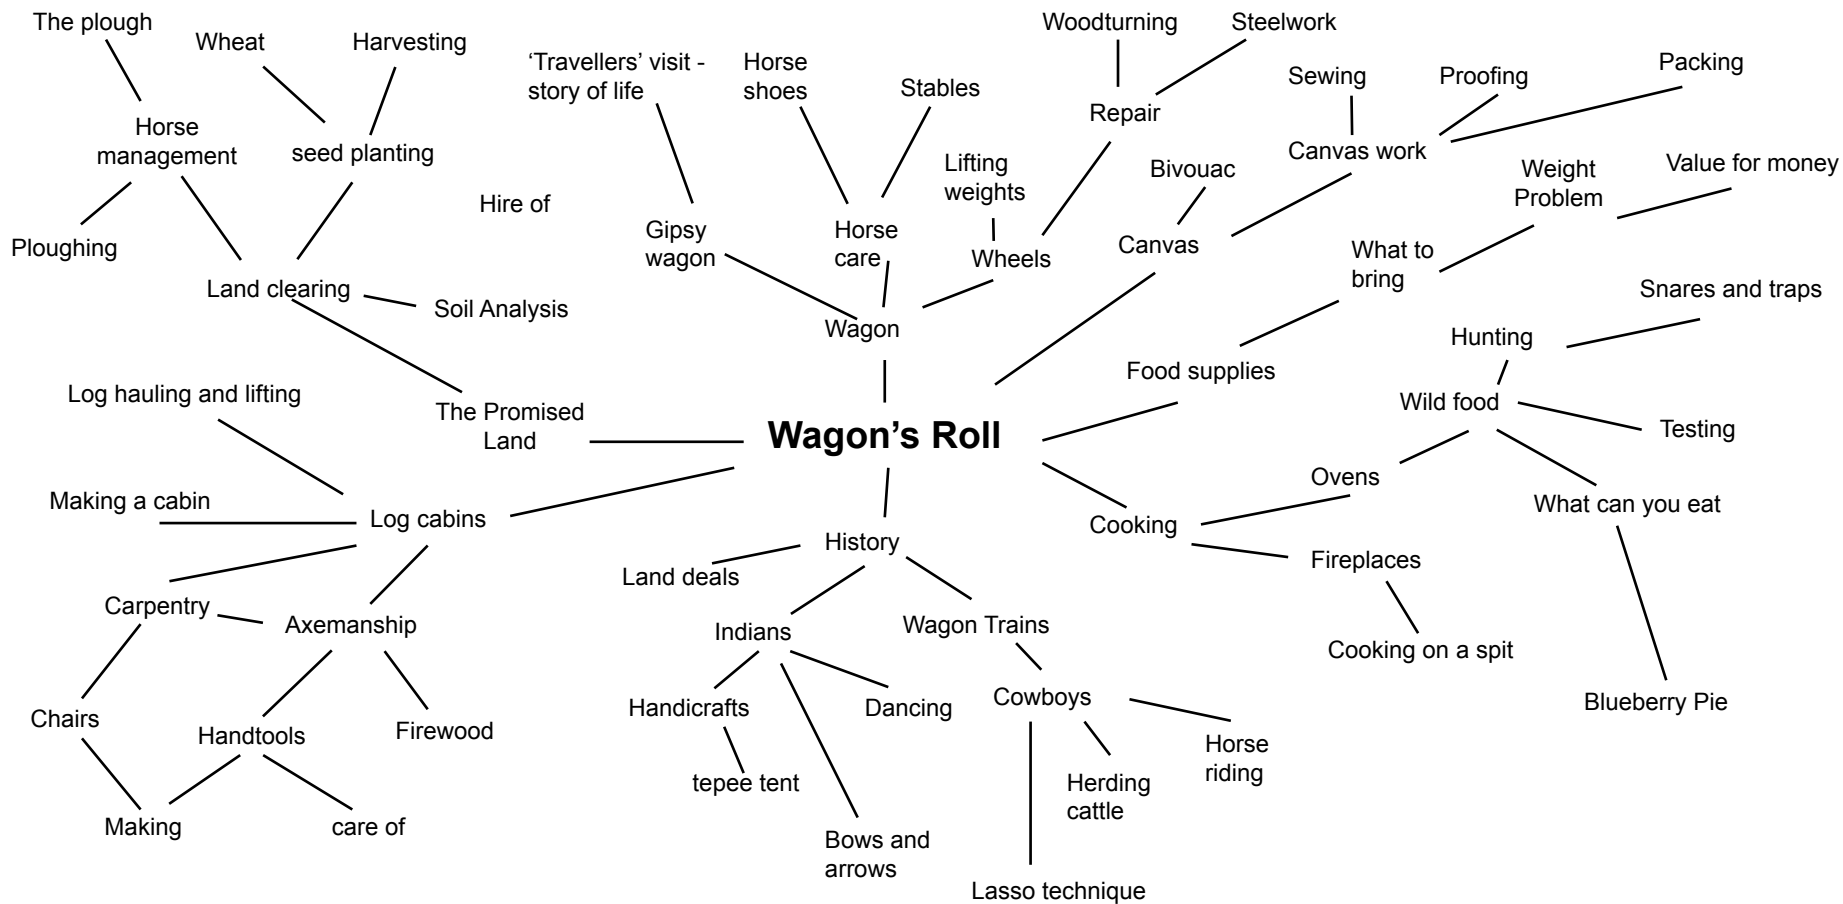 The plough
Wheat
Harvesting
Horse
management
seed planting
Ploughing
Hire of
Land clearing
Soil Analysis
The Promised
Land
‘Travellers’ visit -
story of life
Horse
shoes
Stables
Gipsy
wagon
Horse
care
Lifting
weights
Wheels
Wagon
Woodturning
Steelwork
Repair
Bivouac
Canvas
Sewing
Proofing
Packing
Canvas work
Weight
Problem
Value for money
What to
bring
Food supplies
Snares and traps
Hunting
Wild food
Testing
Ovens
What can you eat
Cooking
Fireplaces
Cooking on a spit
Blueberry Pie
Wagon’s Roll
Log hauling and lifting
Making a cabin
Log cabins
Carpentry
Axemanship
Chairs
Handtools
Firewood
Making
care of
History
Land deals
Indians
Wagon Trains
Handicrafts
Dancing
Cowboys
tepee tent
Bows and
arrows
Herding
cattle
Horse
riding
Lasso technique